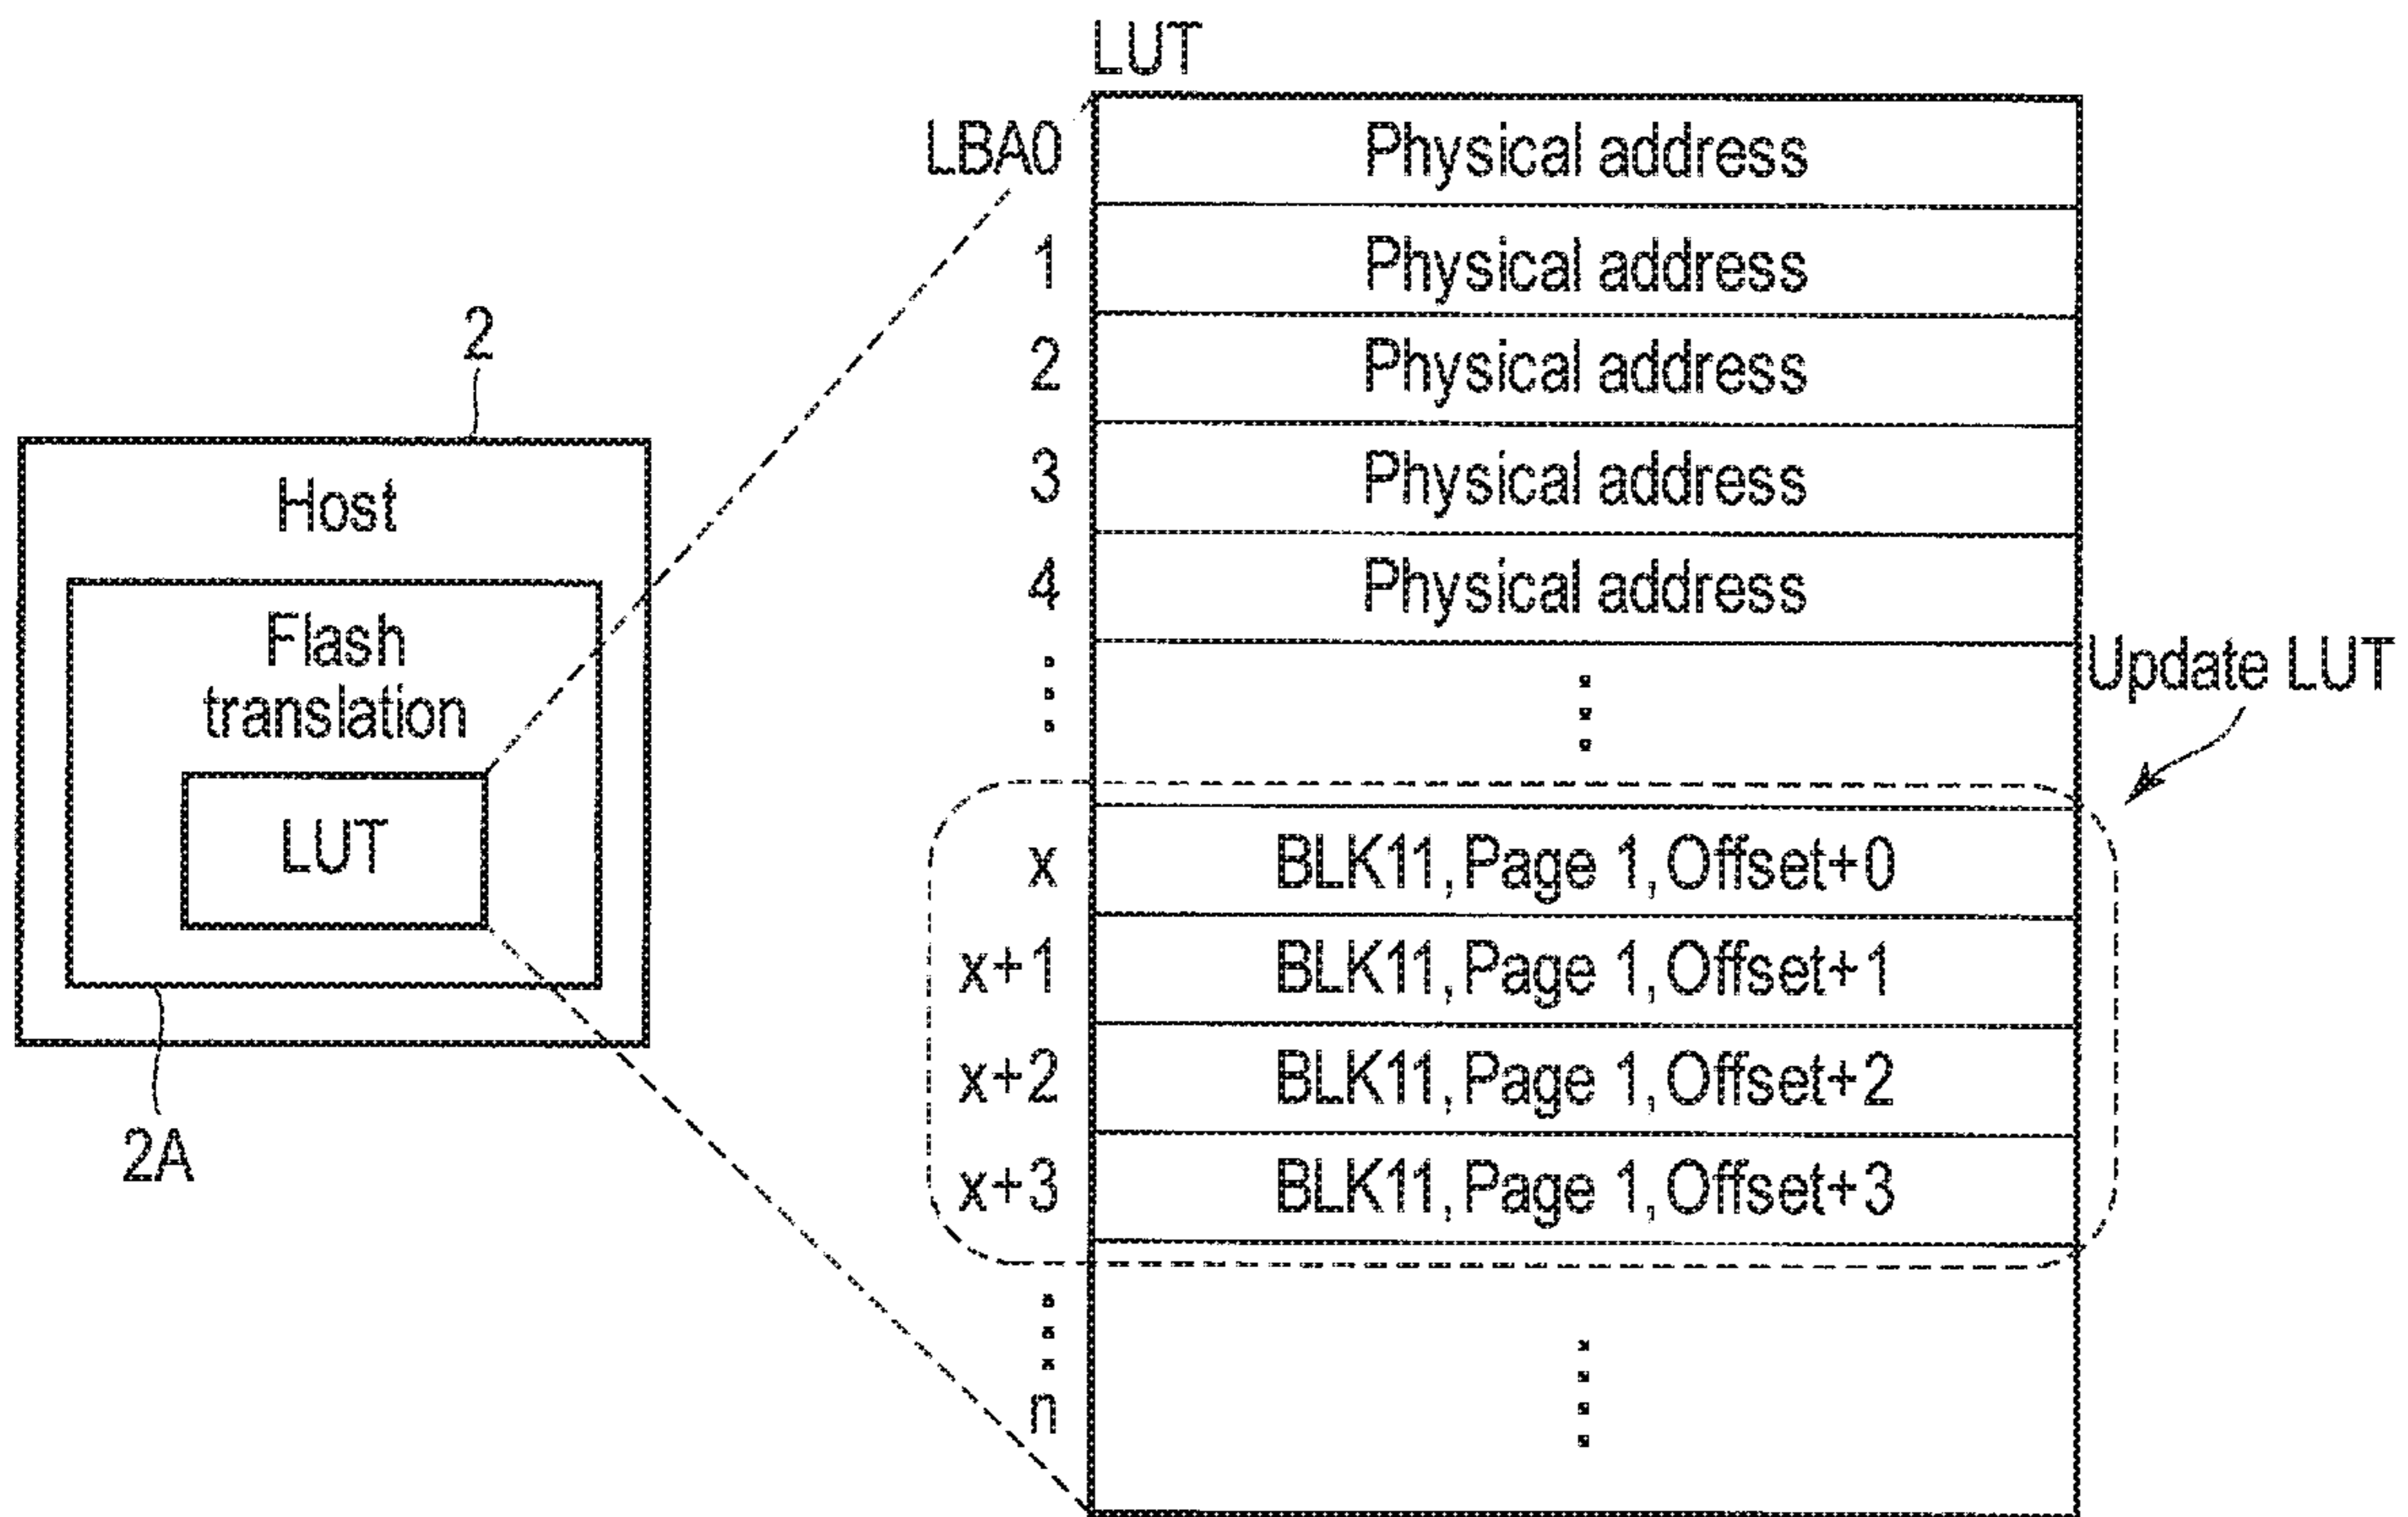 2
Host
Flash
translation
LUT
2A
LUT
LBA0 Physical address
1 Physical address
2 Physical address
3 Physical address
4 Physical address
Update LUT
x BLK11, Page 1, Offset+0
x+1 BLK11, Page 1, Offset+1
x+2 BLK11, Page 1, Offset+2
x+3 BLK11, Page 1, Offset+3
n